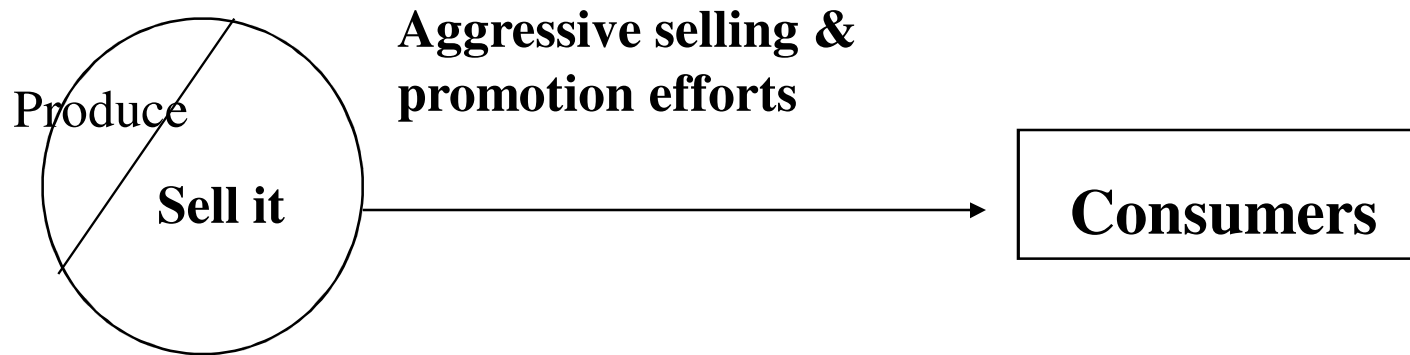 Aggressive selling &
promotion efforts
Produce
Sell it
Consumers